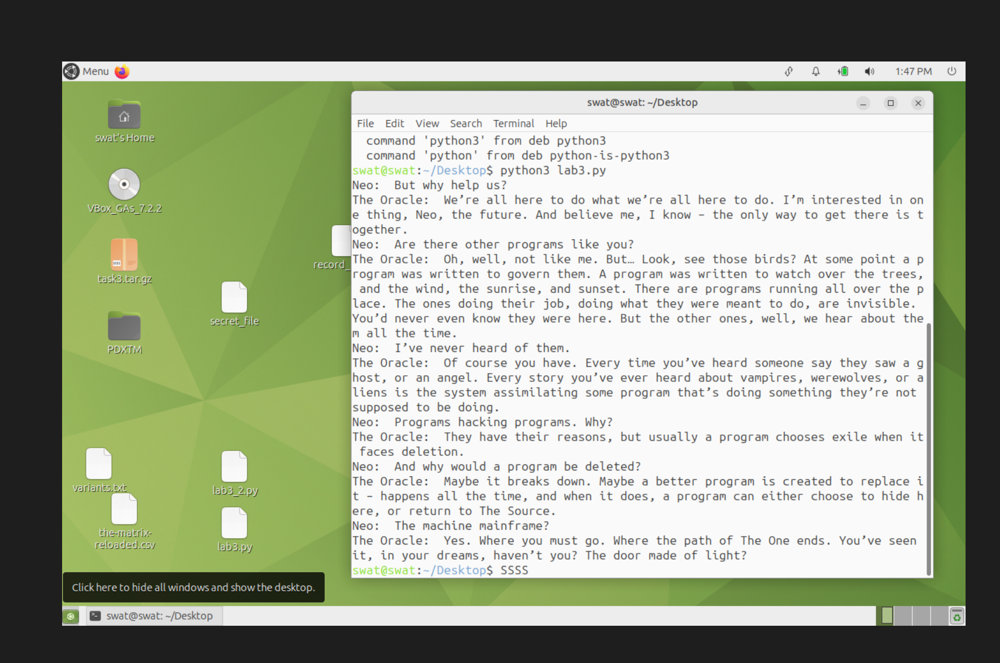 Menu
1:47 PM
swat's Home
VBox_GAs_7.2.2
task3.tar.gz
PDXTM
secret_file
record_
variants.txt
the-matrix-
reloaded.csv
lab3_2.py
lab3.py
swat@swat: ~/Desktop
File Edit View Search Terminal Help
command 'python3' from deb python3
command 'python' from deb python-is-python3
swat@swat:~/Desktop$ python3 lab3.py
Neo:  But why help us?
The Oracle:  We’re all here to do what we’re all here to do. I’m interested in on
e thing, Neo, the future. And believe me, I know – the only way to get there is t
ogether.
Neo:  Are there other programs like you?
The Oracle:  Oh, well, not like me. But… Look, see those birds? At some point a p
rogram was written to govern them. A program was written to watch over the trees,
 and the wind, the sunrise, and sunset. There are programs running all over the p
lace. The ones doing their job, doing what they were meant to do, are invisible.
You’d never even know they were here. But the other ones, well, we hear about the
m all the time.
Neo:  I’ve never heard of them.
The Oracle:  Of course you have. Every time you’ve heard someone say they saw a g
host, or an angel. Every story you’ve ever heard about vampires, werewolves, or a
liens is the system assimilating some program that’s doing something they’re not
supposed to be doing.
Neo:  Programs hacking programs. Why?
The Oracle:  They have their reasons, but usually a program chooses exile when it
 faces deletion.
Neo:  And why would a program be deleted?
The Oracle:  Maybe it breaks down. Maybe a better program is created to replace i
t – happens all the time, and when it does, a program can either choose to hide h
ere, or return to The Source.
Neo:  The machine mainframe?
The Oracle:  Yes. Where you must go. Where the path of The One ends. You’ve seen
it, in your dreams, haven’t you? The door made of light?
swat@swat:~/Desktop$ SSSS
Click here to hide all windows and show the desktop.
swat@swat: ~/Desktop